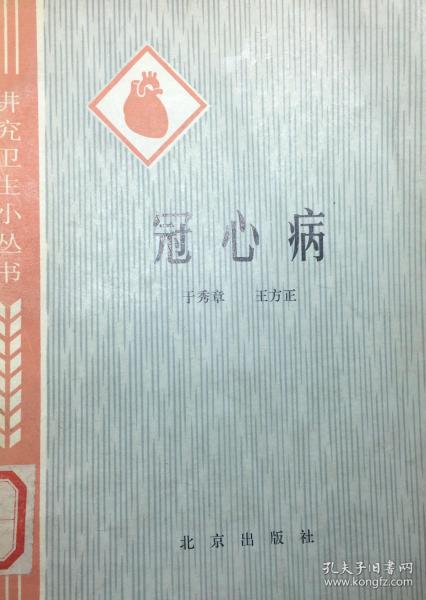 讲究卫生小丛书
冠心病
于秀章 王方正
北京出版社
孔夫子旧书网
www.kongfz.com